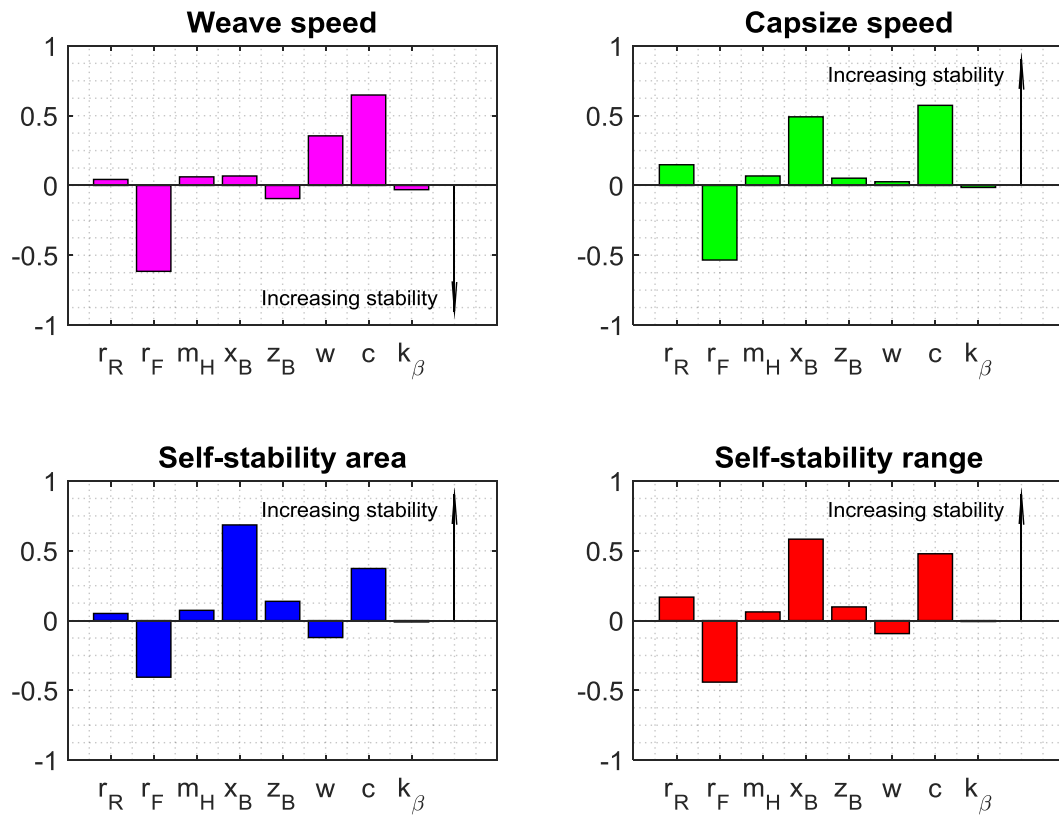 Weave speed
1
0.5
0
-0.5
-1
Increasing stability
r_R r_F m_H x_B z_B w c k_β
Capsize speed
1
0.5
0
-0.5
-1
Increasing stability
r_R r_F m_H x_B z_B w c k_β
Self-stability area
1
0.5
0
-0.5
-1
Increasing stability
r_R r_F m_H x_B z_B w c k_β
Self-stability range
1
0.5
0
-0.5
-1
Increasing stability
r_R r_F m_H x_B z_B w c k_β